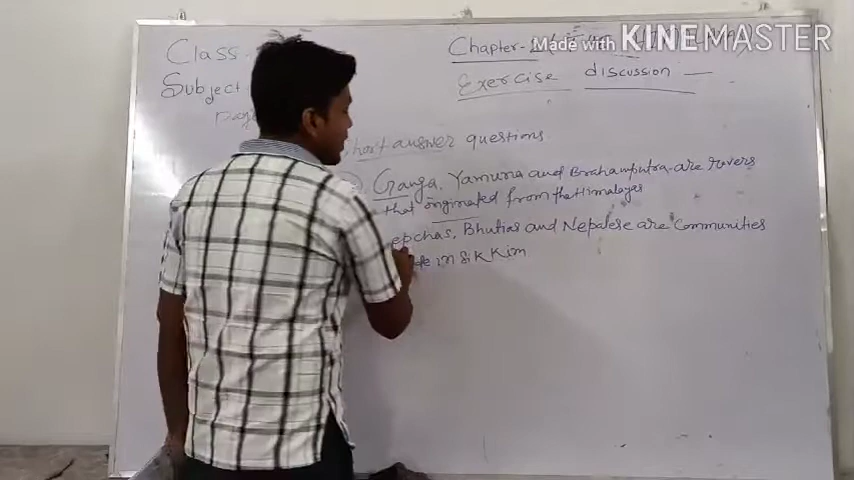 Class
Chapter-
Made with KINEMASTER
Subject
Exercise discussion
Short answer questions
Ganga, Yamuna and Brahamputra are rivers
that originated from the Himalayas
Lepchas, Bhutias and Nepalese are Communities
in Sikkim